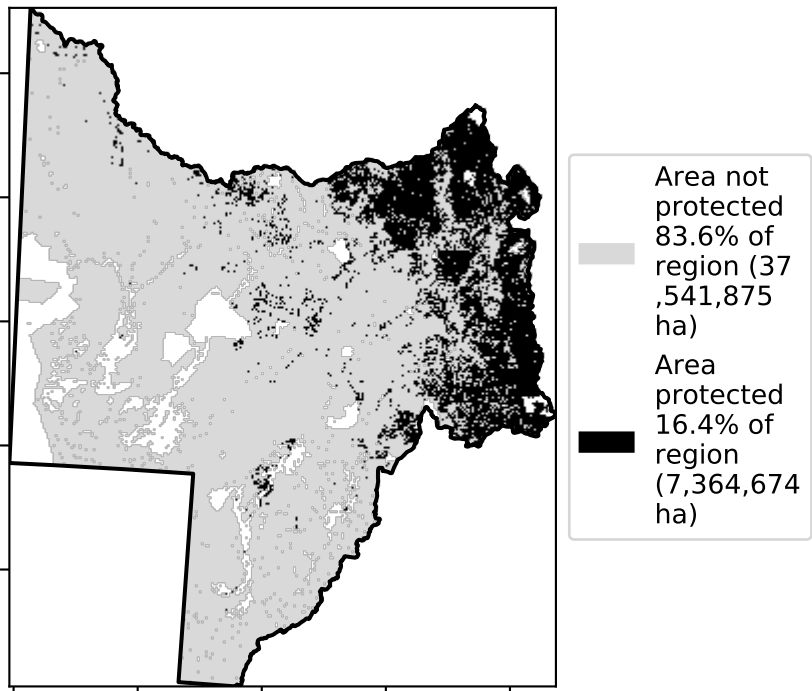 Area not
protected
83.6% of
region (37
,541,875
ha)
Area
protected
16.4% of
region
(7,364,674
ha)